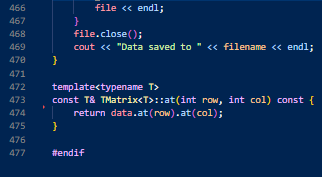 466 file << endl;
467 }
468 file.close();
469 cout << "Data saved to " << filename << endl;
470 }
471
472 template<typename T>
473 const T& TMatrix<T>::at(int row, int col) const {
474 return data.at(row).at(col);
475 }
476
477 #endif